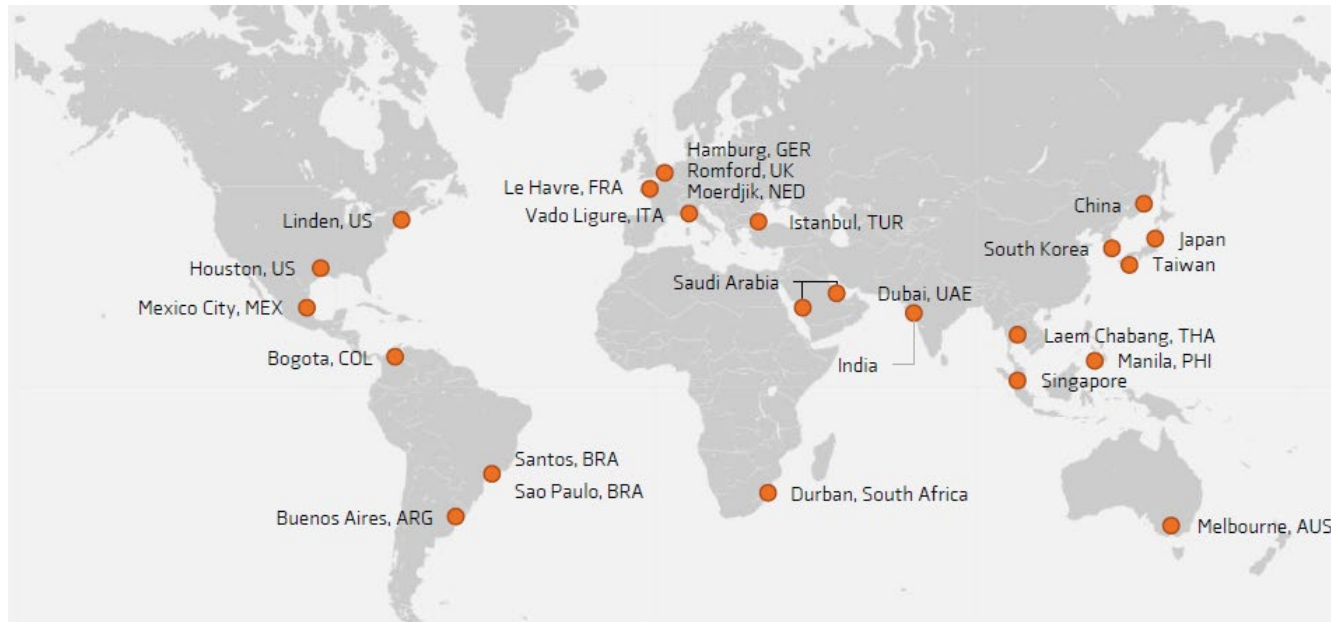 Hamburg, GER
Romford, UK
Le Havre, FRA
Moerdjik, NED
Vado Ligure, ITA
Istanbul, TUR
Linden, US
China
Japan
South Korea
Taiwan
Houston, US
Saudi Arabia
Dubai, UAE
Mexico City, MEX
Laem Chabang, THA
Bogota, COL
India
Manila, PHI
Singapore
Santos, BRA
Sao Paulo, BRA
Durban, South Africa
Buenos Aires, ARG
Melbourne, AUS